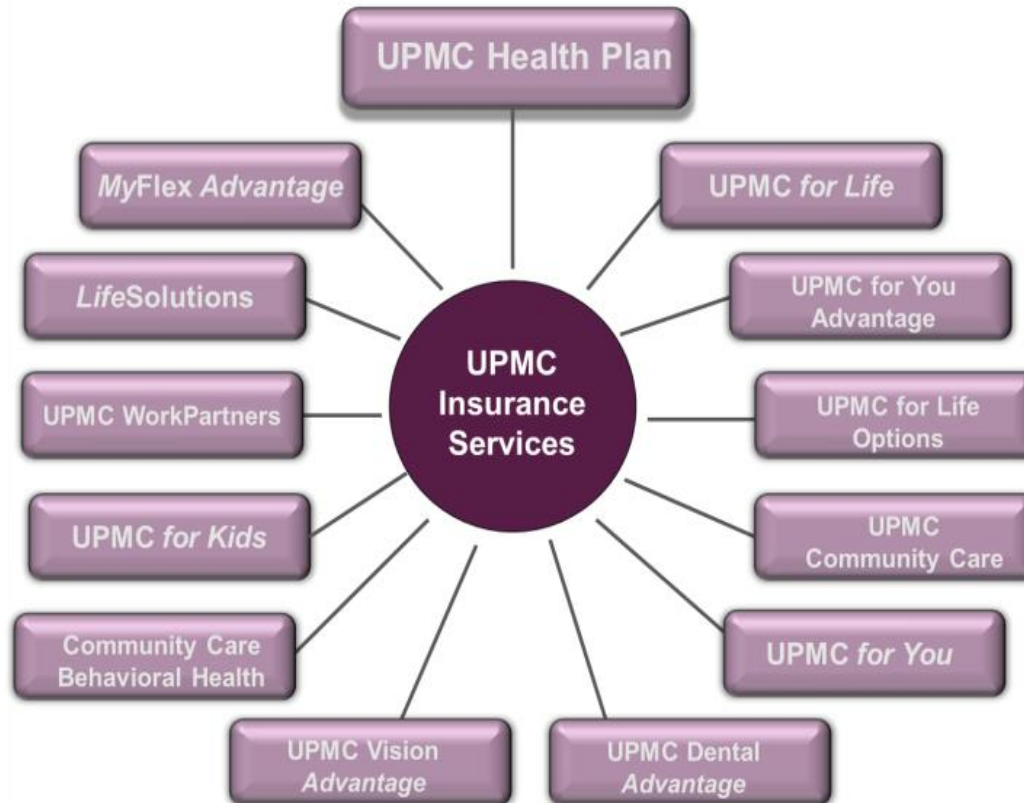 UPMC Health Plan
MyFlex Advantage
UPMC for Life
LifeSolutions
UPMC for You
Advantage
UPMC
Insurance
Services
UPMC WorkPartners
UPMC for Life
Options
UPMC for Kids
UPMC
Community Care
Community Care
Behavioral Health
UPMC for You
UPMC Vision
Advantage
UPMC Dental
Advantage